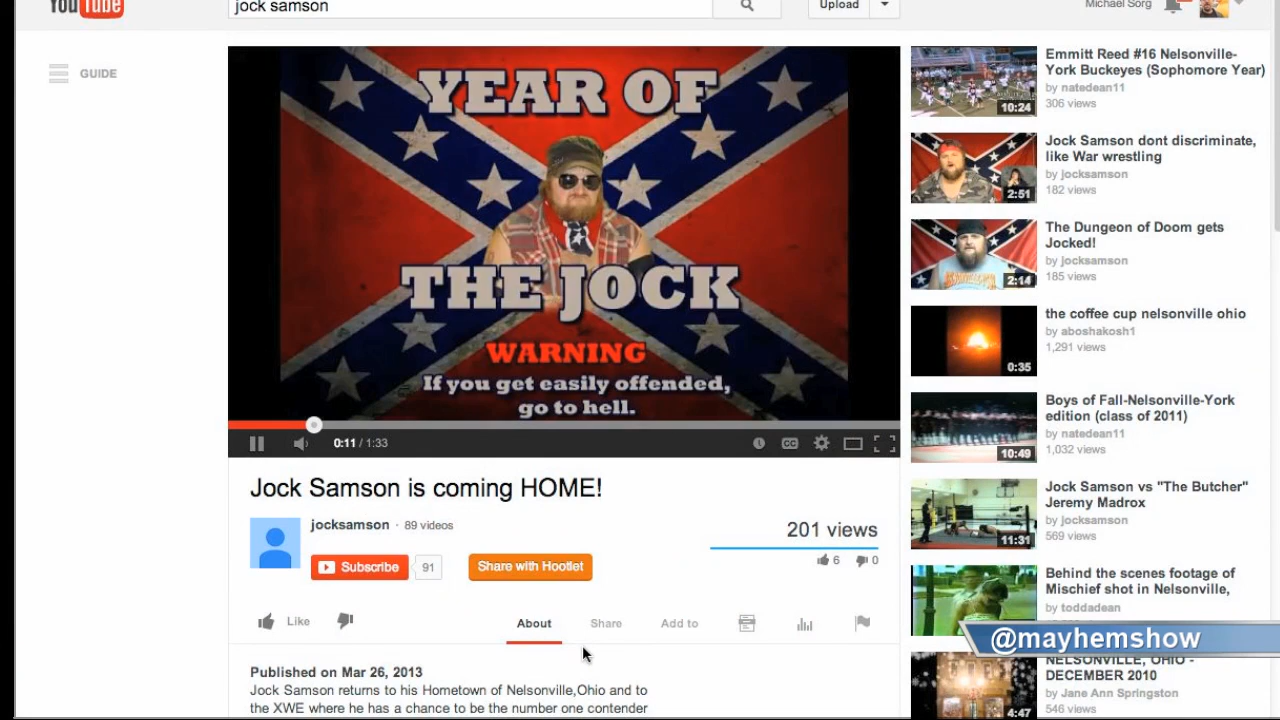 YouTube
jock samson
Upload
Michael Sorg
GUIDE
YEAR OF
THE JOCK
WARNING
If you get easily offended,
go to hell.
0:11 / 1:33
CC
Jock Samson is coming HOME!
jocksamson · 89 videos
Subscribe
91
Share with Hootlet
201 views
6
0
Like
About
Share
Add to
Published on Mar 26, 2013
Jock Samson returns to his Hometown of Nelsonville,Ohio and to
the XWE where he has a chance to be the number one contender
Emmitt Reed #16 Nelsonville-
York Buckeyes (Sophomore Year)
by natedean11
306 views
10:24
Jock Samson dont discriminate,
like War wrestling
by jocksamson
182 views
2:51
The Dungeon of Doom gets
Jocked!
by jocksamson
185 views
2:14
the coffee cup nelsonville ohio
by aboshakosh1
1,291 views
0:35
Boys of Fall-Nelsonville-York
edition (class of 2011)
by natedean11
1,032 views
10:49
Jock Samson vs "The Butcher"
Jeremy Madrox
by jocksamson
569 views
11:31
Behind the scenes footage of
Mischief shot in Nelsonville,
by toddadean
@mayhemshow
NELSONVILLE, OHIO -
DECEMBER 2010
by Jane Ann Springston
546 views
4:47